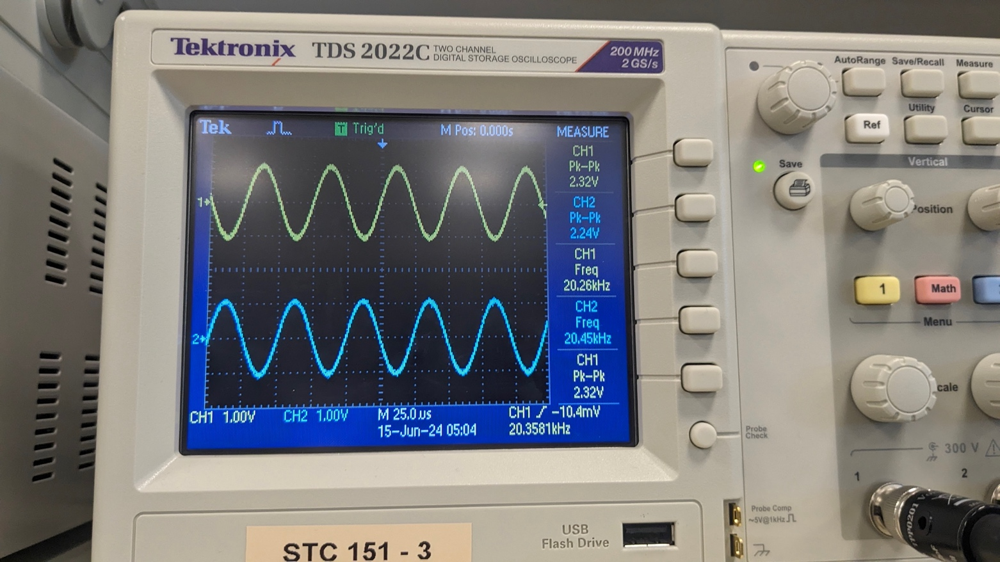 Tektronix TDS 2022C TWO CHANNEL
DIGITAL STORAGE OSCILLOSCOPE
200 MHz
2 GS/s
Tek
Trig'd
M Pos: 0.000s
MEASURE
CH1
Pk-Pk
2.32V
CH2
Pk-Pk
2.24V
CH1
Freq
20.26kHz
CH2
Freq
20.45kHz
CH1
Pk-Pk
2.32V
1
2
CH1 1.00V
CH2 1.00V
M 25.0µs
CH1 -10.4mV
15-Jun-24 05:04
20.3581kHz
AutoRange
Save/Recall
Measure
Ref
Utility
Cursor
Save
Vertical
Position
1
Math
Menu
Scale
Probe
Check
300 V
1
2
Probe Comp
~5V@1kHz
USB
Flash Drive
STC 151 - 3